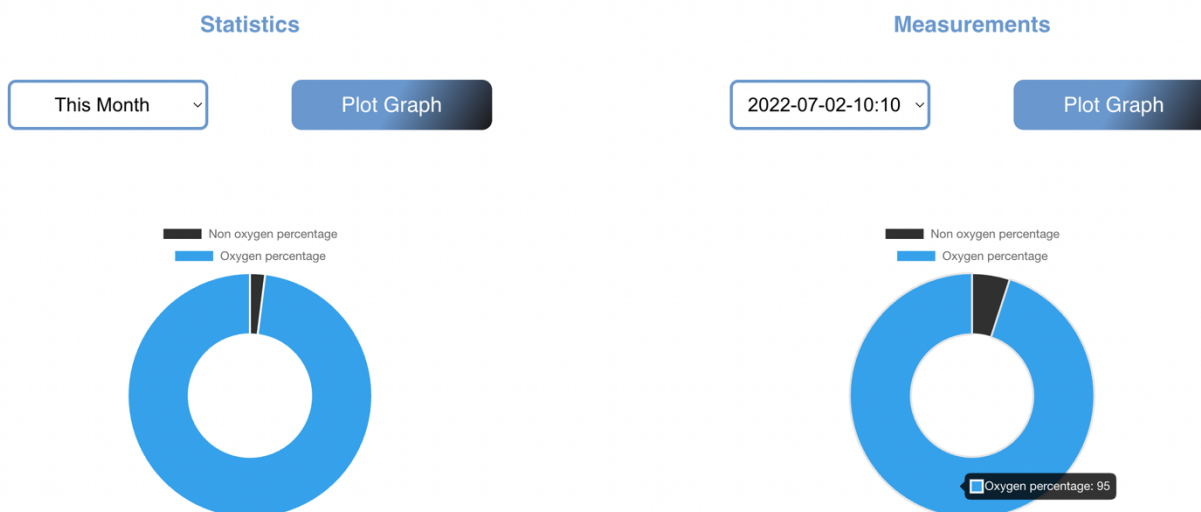 Statistics
Measurements
This Month
Plot Graph
2022-07-02-10:10
Plot Graph
Non oxygen percentage
Oxygen percentage
Non oxygen percentage
Oxygen percentage
Oxygen percentage: 95